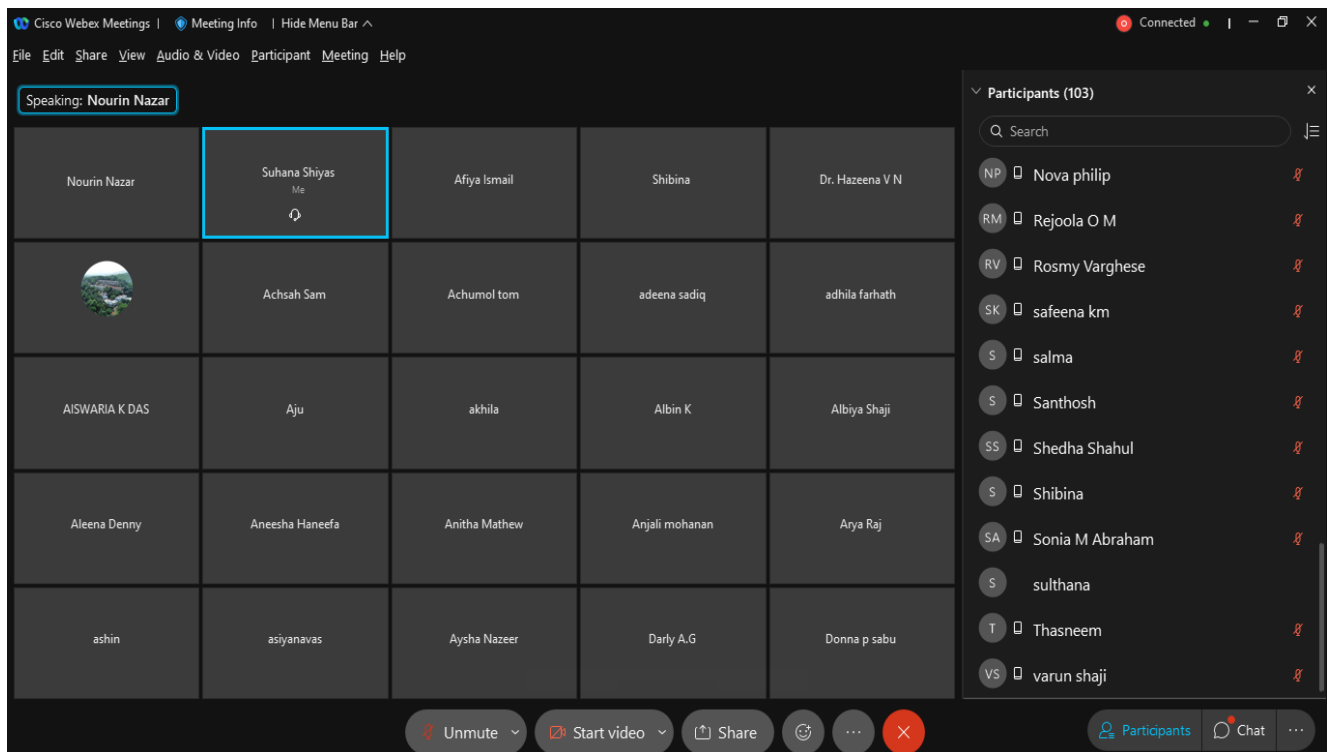 Cisco Webex Meetings | Meeting Info | Hide Menu Bar
Connected
File Edit Share View Audio & Video Participant Meeting Help
Speaking: Nourin Nazar
Nourin Nazar
Suhana Shiyas
Me
Afiya Ismail
Shibina
Dr. Hazeena V N
Achsah Sam
Achumol tom
adeena sadiq
adhila farhath
AISWARIA K DAS
Aju
akhila
Albin K
Albiya Shaji
Aleena Denny
Aneesha Haneefa
Anitha Mathew
Anjali mohanan
Arya Raj
ashin
asiyanavas
Aysha Nazeer
Darly A.G
Donna p sabu
Participants (103)
Search
NP Nova philip
RM Rejoola O M
RV Rosmy Varghese
SK safeena km
S salma
S Santhosh
SS Shedha Shahul
S Shibina
SA Sonia M Abraham
S sulthana
T Thasneem
VS varun shaji
Unmute Start video Share
Participants Chat